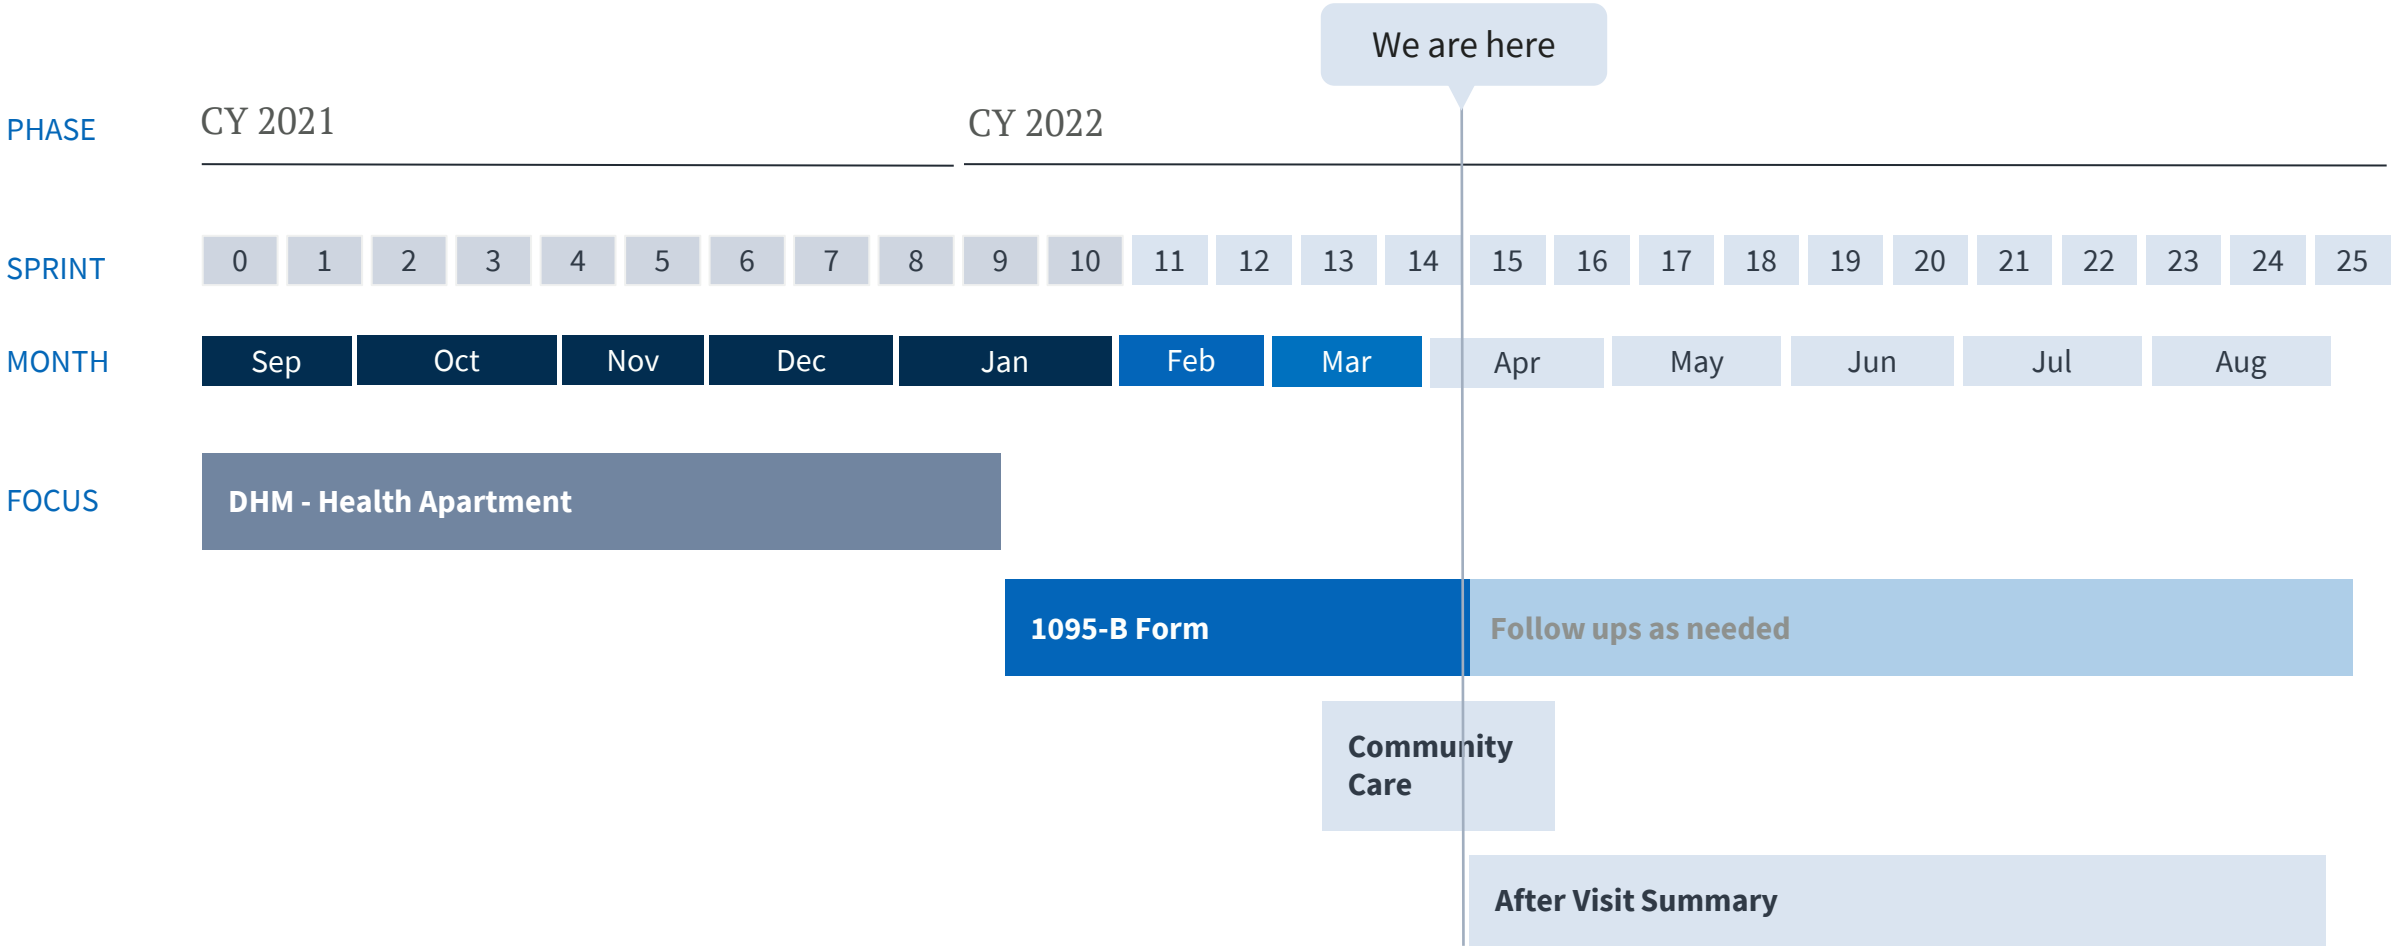 We are here
PHASE
CY 2021
CY 2022
SPRINT
0 1 2 3 4 5 6 7 8 9 10 11 12 13 14 15 16 17 18 19 20 21 22 23 24 25
MONTH
Sep Oct Nov Dec Jan Feb Mar Apr May Jun Jul Aug
FOCUS
DHM - Health Apartment
1095-B Form
Follow ups as needed
Community
Care
After Visit Summary